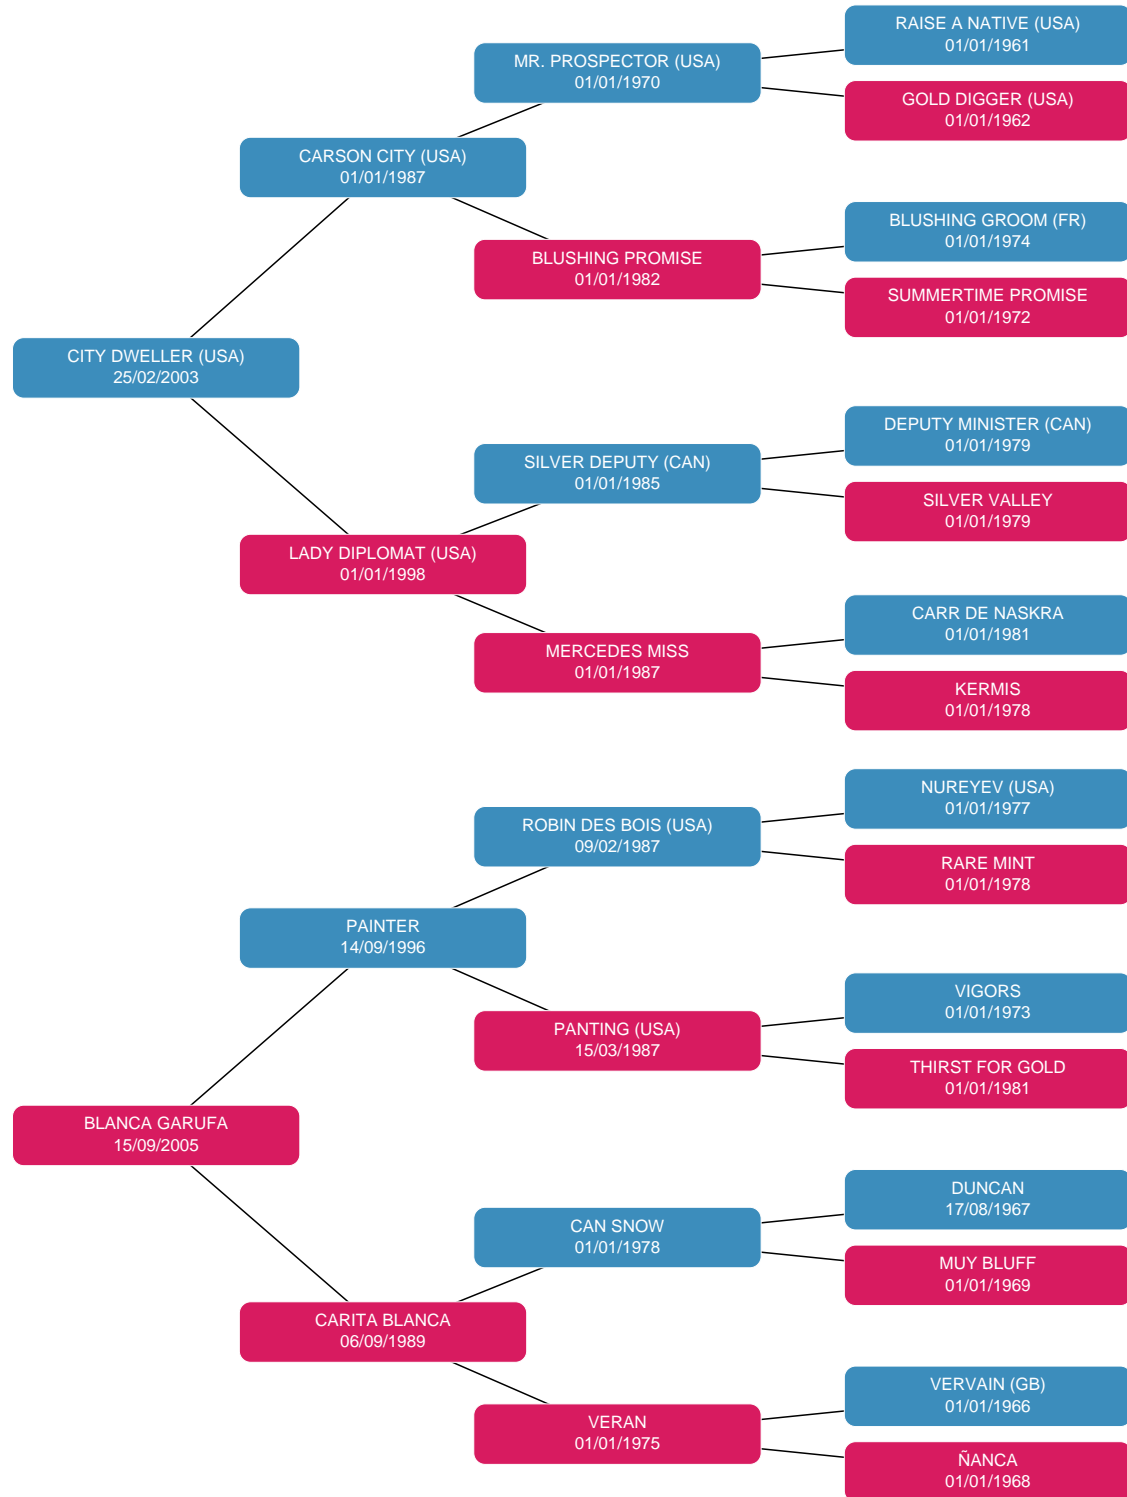 RAISE A NATIVE (USA)
01/01/1961
MR. PROSPECTOR (USA)
01/01/1970
GOLD DIGGER (USA)
01/01/1962
CARSON CITY (USA)
01/01/1987
BLUSHING GROOM (FR)
01/01/1974
BLUSHING PROMISE
01/01/1982
SUMMERTIME PROMISE
01/01/1972
CITY DWELLER (USA)
25/02/2003
DEPUTY MINISTER (CAN)
01/01/1979
SILVER DEPUTY (CAN)
01/01/1985
SILVER VALLEY
01/01/1979
LADY DIPLOMAT (USA)
01/01/1998
CARR DE NASKRA
01/01/1981
MERCEDES MISS
01/01/1987
KERMIS
01/01/1978
NUREYEV (USA)
01/01/1977
ROBIN DES BOIS (USA)
09/02/1987
RARE MINT
01/01/1978
PAINTER
14/09/1996
VIGORS
01/01/1973
PANTING (USA)
15/03/1987
THIRST FOR GOLD
01/01/1981
BLANCA GARUFA
15/09/2005
DUNCAN
17/08/1967
CAN SNOW
01/01/1978
MUY BLUFF
01/01/1969
CARITA BLANCA
06/09/1989
VERVAIN (GB)
01/01/1966
VERAN
01/01/1975
ÑANCA
01/01/1968